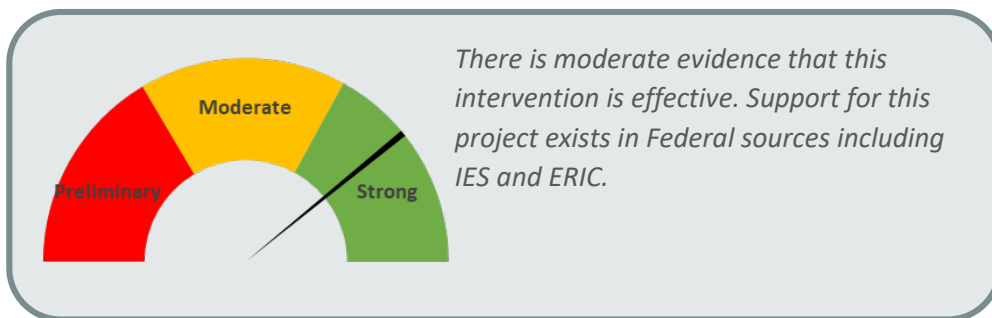 Preliminary
Moderate
Strong
There is moderate evidence that this
intervention is effective. Support for this
project exists in Federal sources including
IES and ERIC.